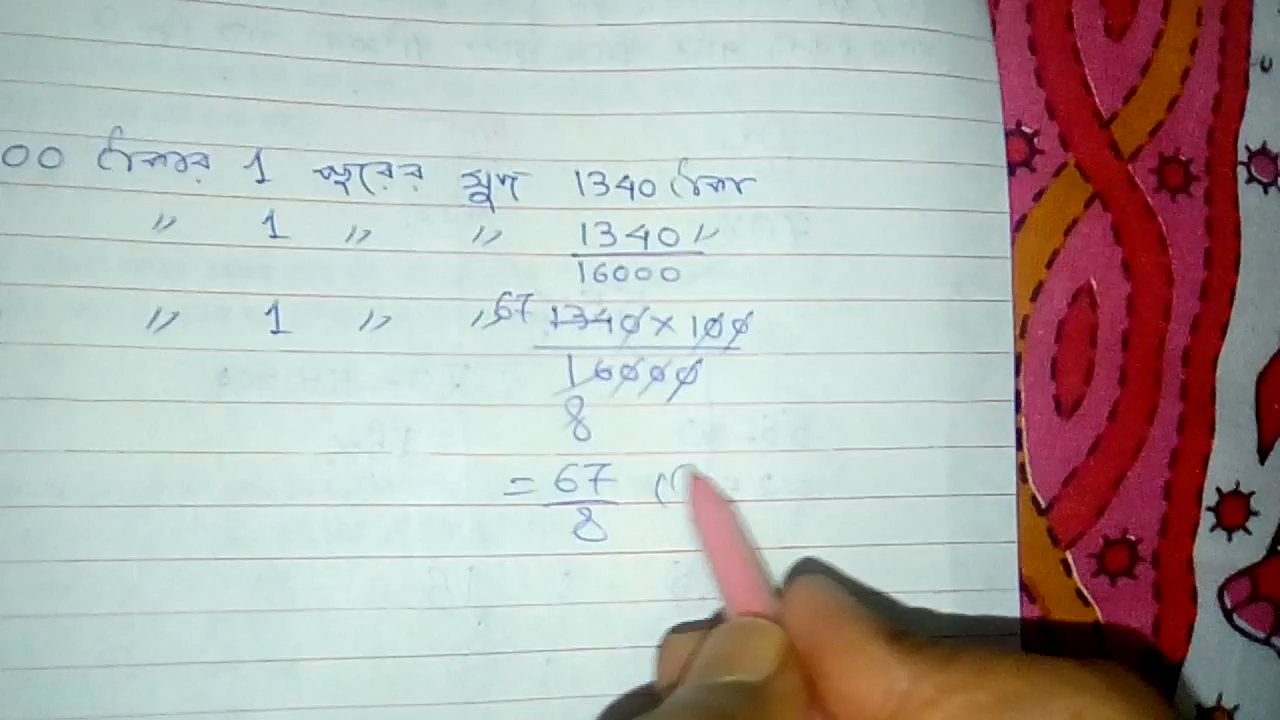 00 টাকার 1 বছরের সুদ 1340 টাকা
" 1 " " 1340 "
16000
" 1 " " 67 1340 × 100
16000
8
= 67
8